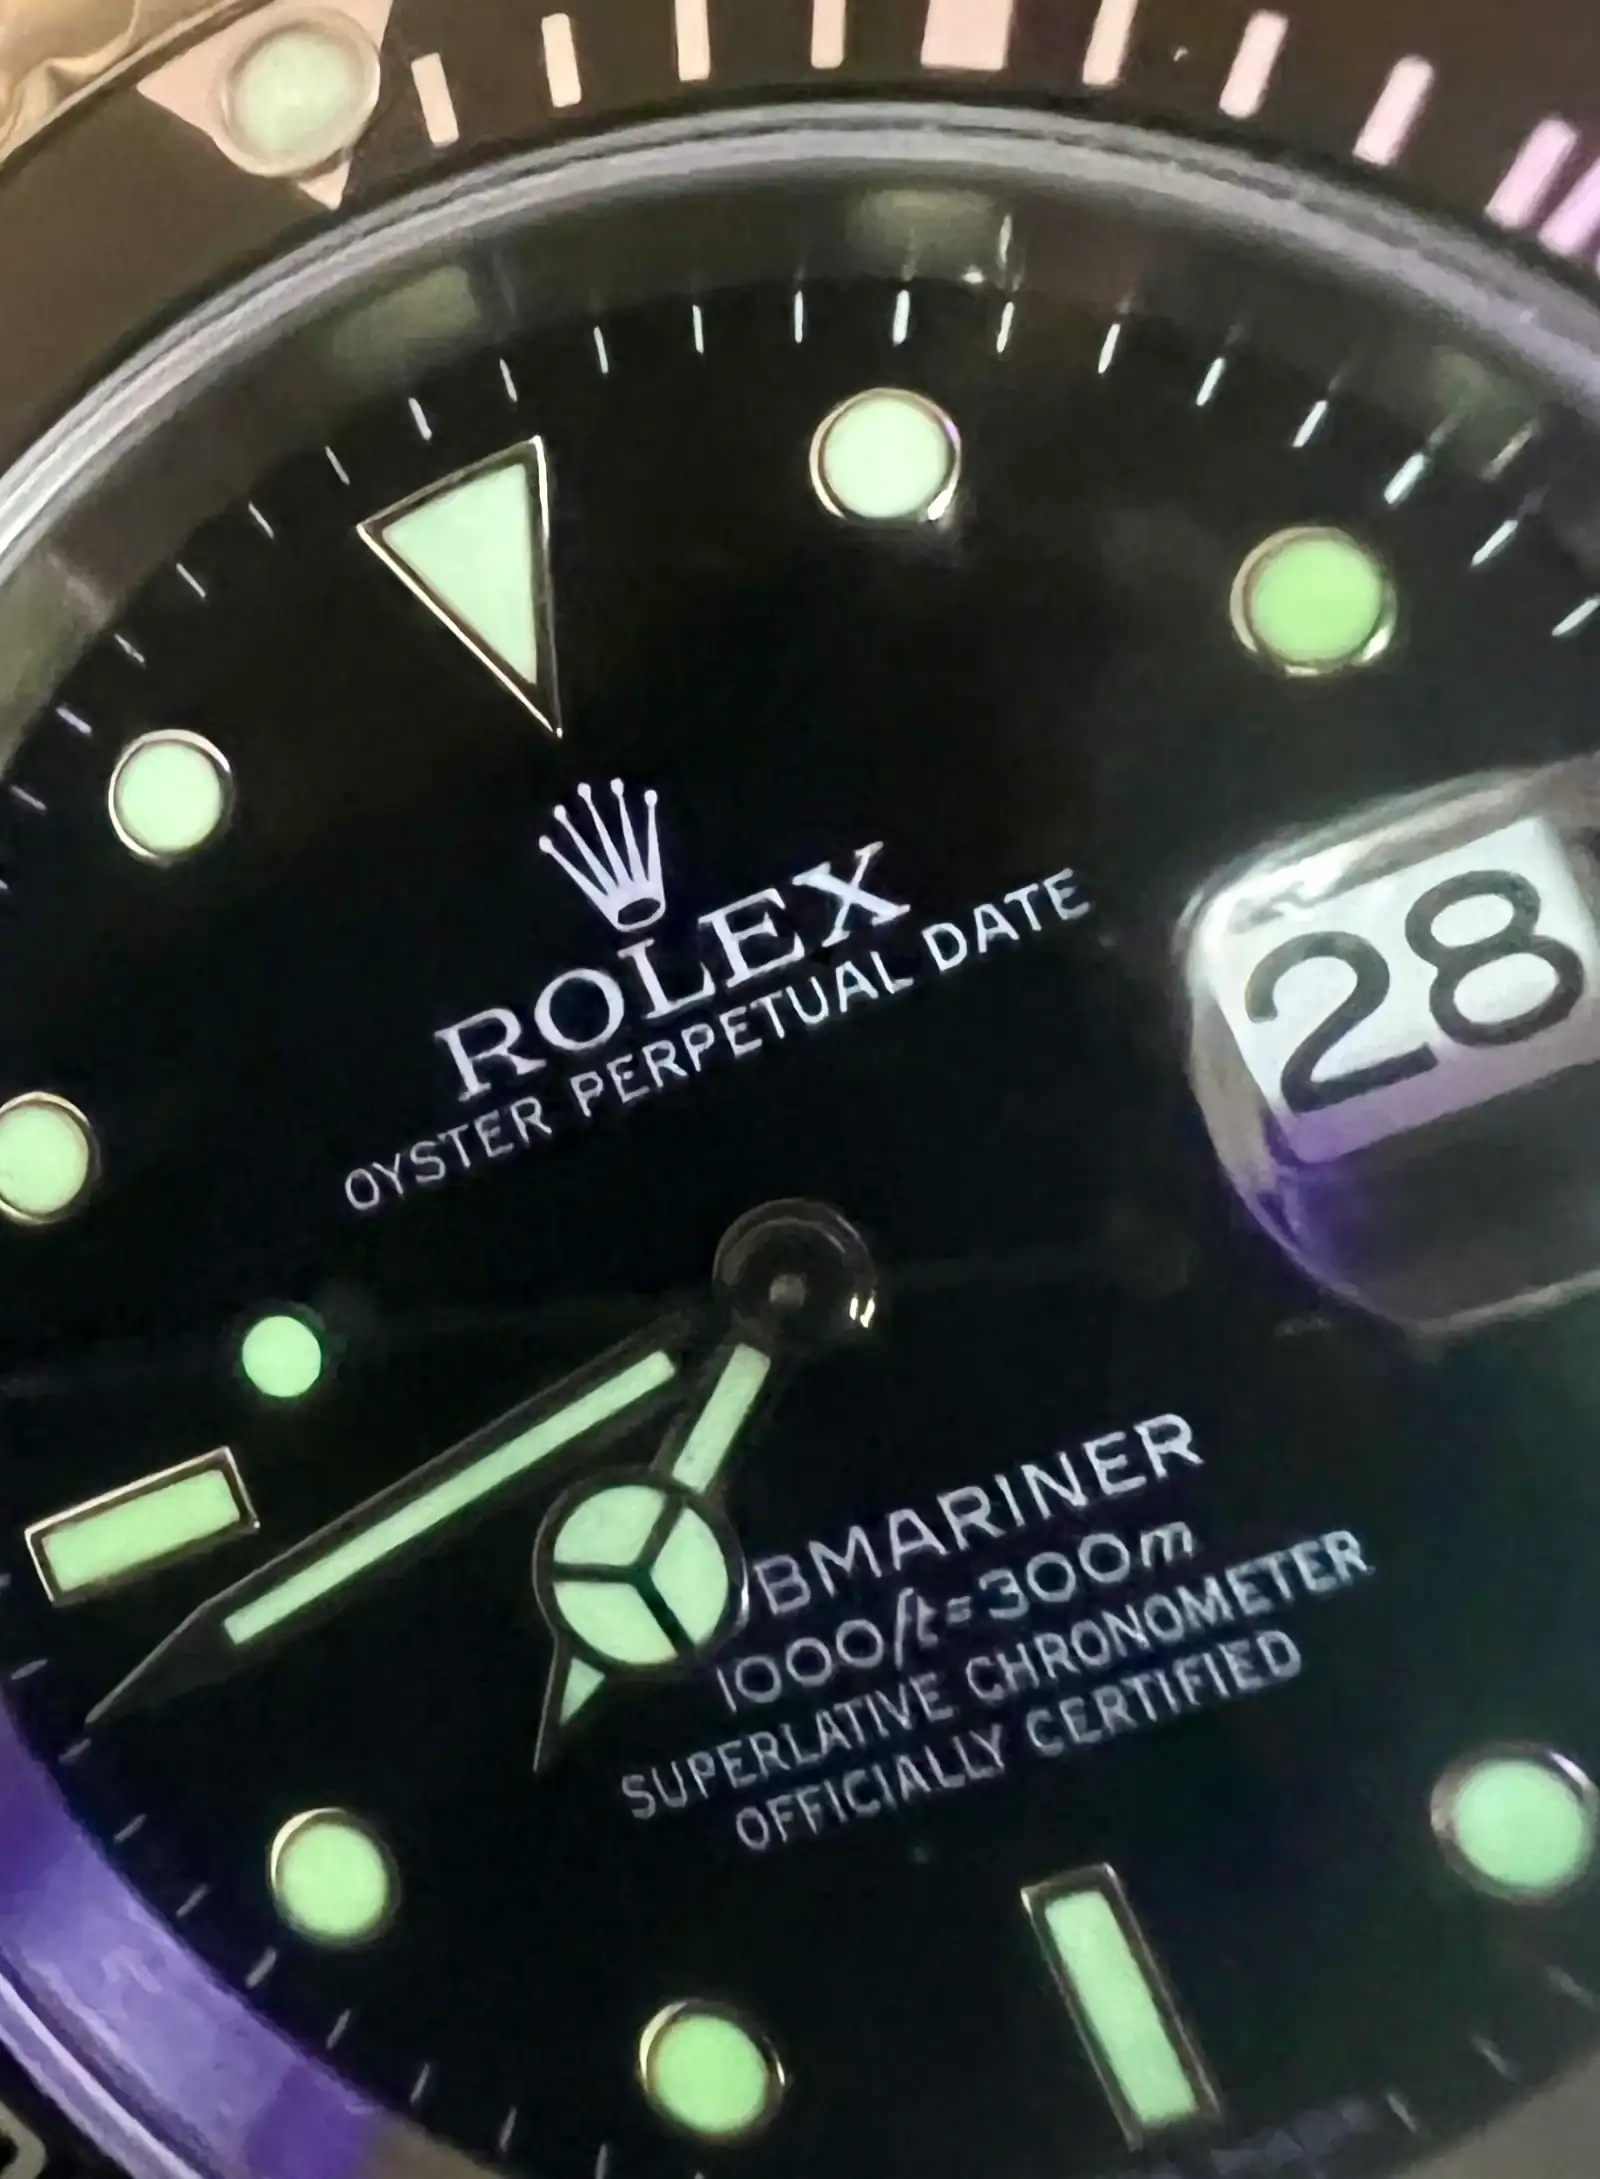 ROLEX
OYSTER PERPETUAL DATE
28
BMARINER
1000ft=300m
SUPERLATIVE CHRONOMETER
OFFICIALLY CERTIFIED